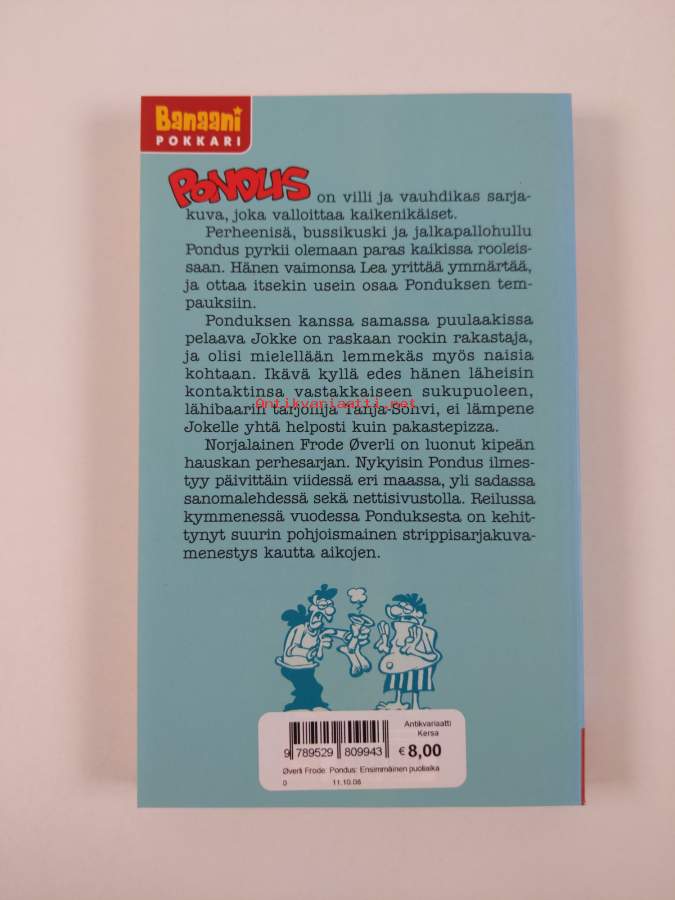 Banaani
POKKARI
PONDUS on villi ja vauhdikas sarja-
kuva, joka valloittaa kaikenikäiset.
Perheenisä, bussikuski ja jalkapallohullu
Pondus pyrkii olemaan paras kaikissa rooleis-
saan. Hänen vaimonsa Lea yrittää ymmärtää,
ja ottaa itsekin usein osaa Ponduksen tem-
pauksiin.
Ponduksen kanssa samassa puulaakissa
pelaava Jokke on raskaan rockin rakastaja,
ja olisi mielellään lemmekäs myös naisia
kohtaan. Ikävä kyllä edes hänen läheisin
kontaktinsa vastakkaiseen sukupuoleen,
Antikvariaatti.net
lähibaarin tarjoilija Tanja-Sohvi, ei lämpene
Jokelle yhtä helposti kuin pakastepizza.
Norjalainen Frode Øverli on luonut kipeän
hauskan perhesarjan. Nykyisin Pondus ilmes-
tyy päivittäin viidessä eri maassa, yli sadassa
sanomalehdessä sekä nettisivustolla. Reilussa
kymmenessä vuodessa Ponduksesta on kehit-
tynyt suurin pohjoismainen strippisarjakuva-
menestys kautta aikojen.
Antikvariaatti
Kersa
9 789529 809943 € 8,00
Øverli Frode: Pondus: Ensimmäinen puoliaika
0 11.10.08